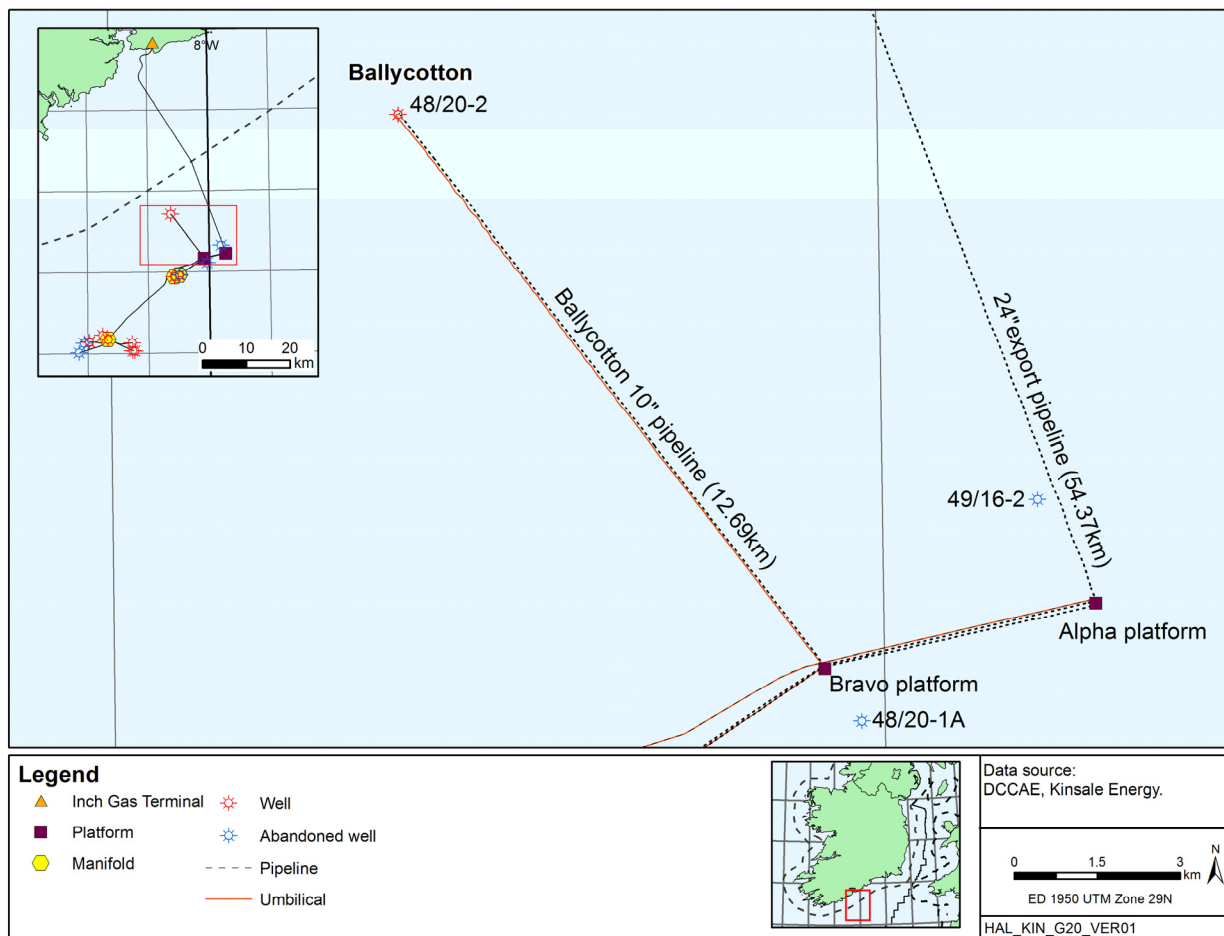 8°W
0 10 20
km
Ballycotton
48/20-2
Ballycotton 10" pipeline (12.69km)
24"export pipeline (54.37km)
49/16-2
Alpha platform
Bravo platform
48/20-1A
Legend
Inch Gas Terminal
Platform
Manifold
Well
Abandoned well
Pipeline
Umbilical
Data source:
DCCAE, Kinsale Energy.
N
0 1.5 3
km
ED 1950 UTM Zone 29N
HAL_KIN_G20_VER01